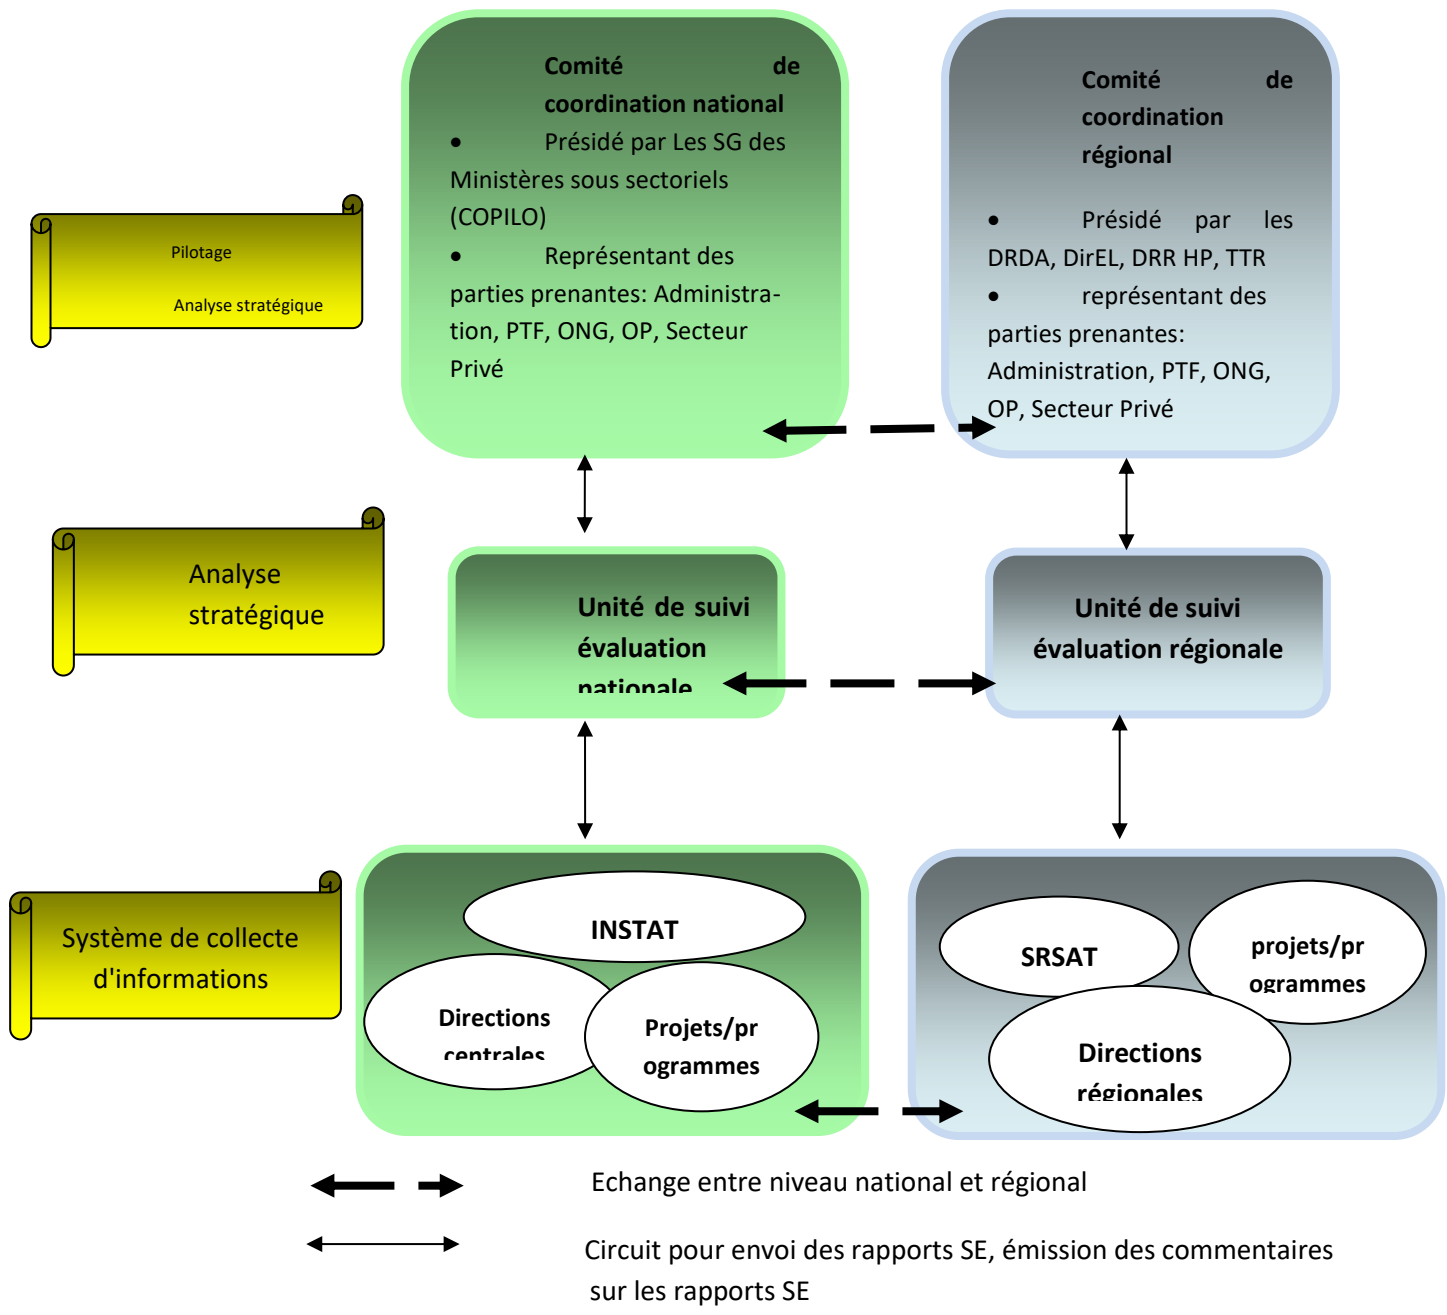 Pilotage
Analyse stratégique
Comité de
coordination national
• Présidé par Les SG des
Ministères sous sectoriels
(COPILO)
• Représentant des
parties prenantes: Administra-
tion, PTF, ONG, OP, Secteur
Privé
Comité de
coordination
régional
• Présidé par les
DRDA, DirEL, DRR HP, TTR
• représentant des
parties prenantes:
Administration, PTF, ONG,
OP, Secteur Privé
Analyse
stratégique
Unité de suivi
évaluation
nationale
Unité de suivi
évaluation régionale
Système de collecte
d'informations
INSTAT
Directions
centrales
Projets/pr
ogrammes
SRSAT
projets/pr
ogrammes
Directions
régionales
Echange entre niveau national et régional
Circuit pour envoi des rapports SE, émission des commentaires
sur les rapports SE